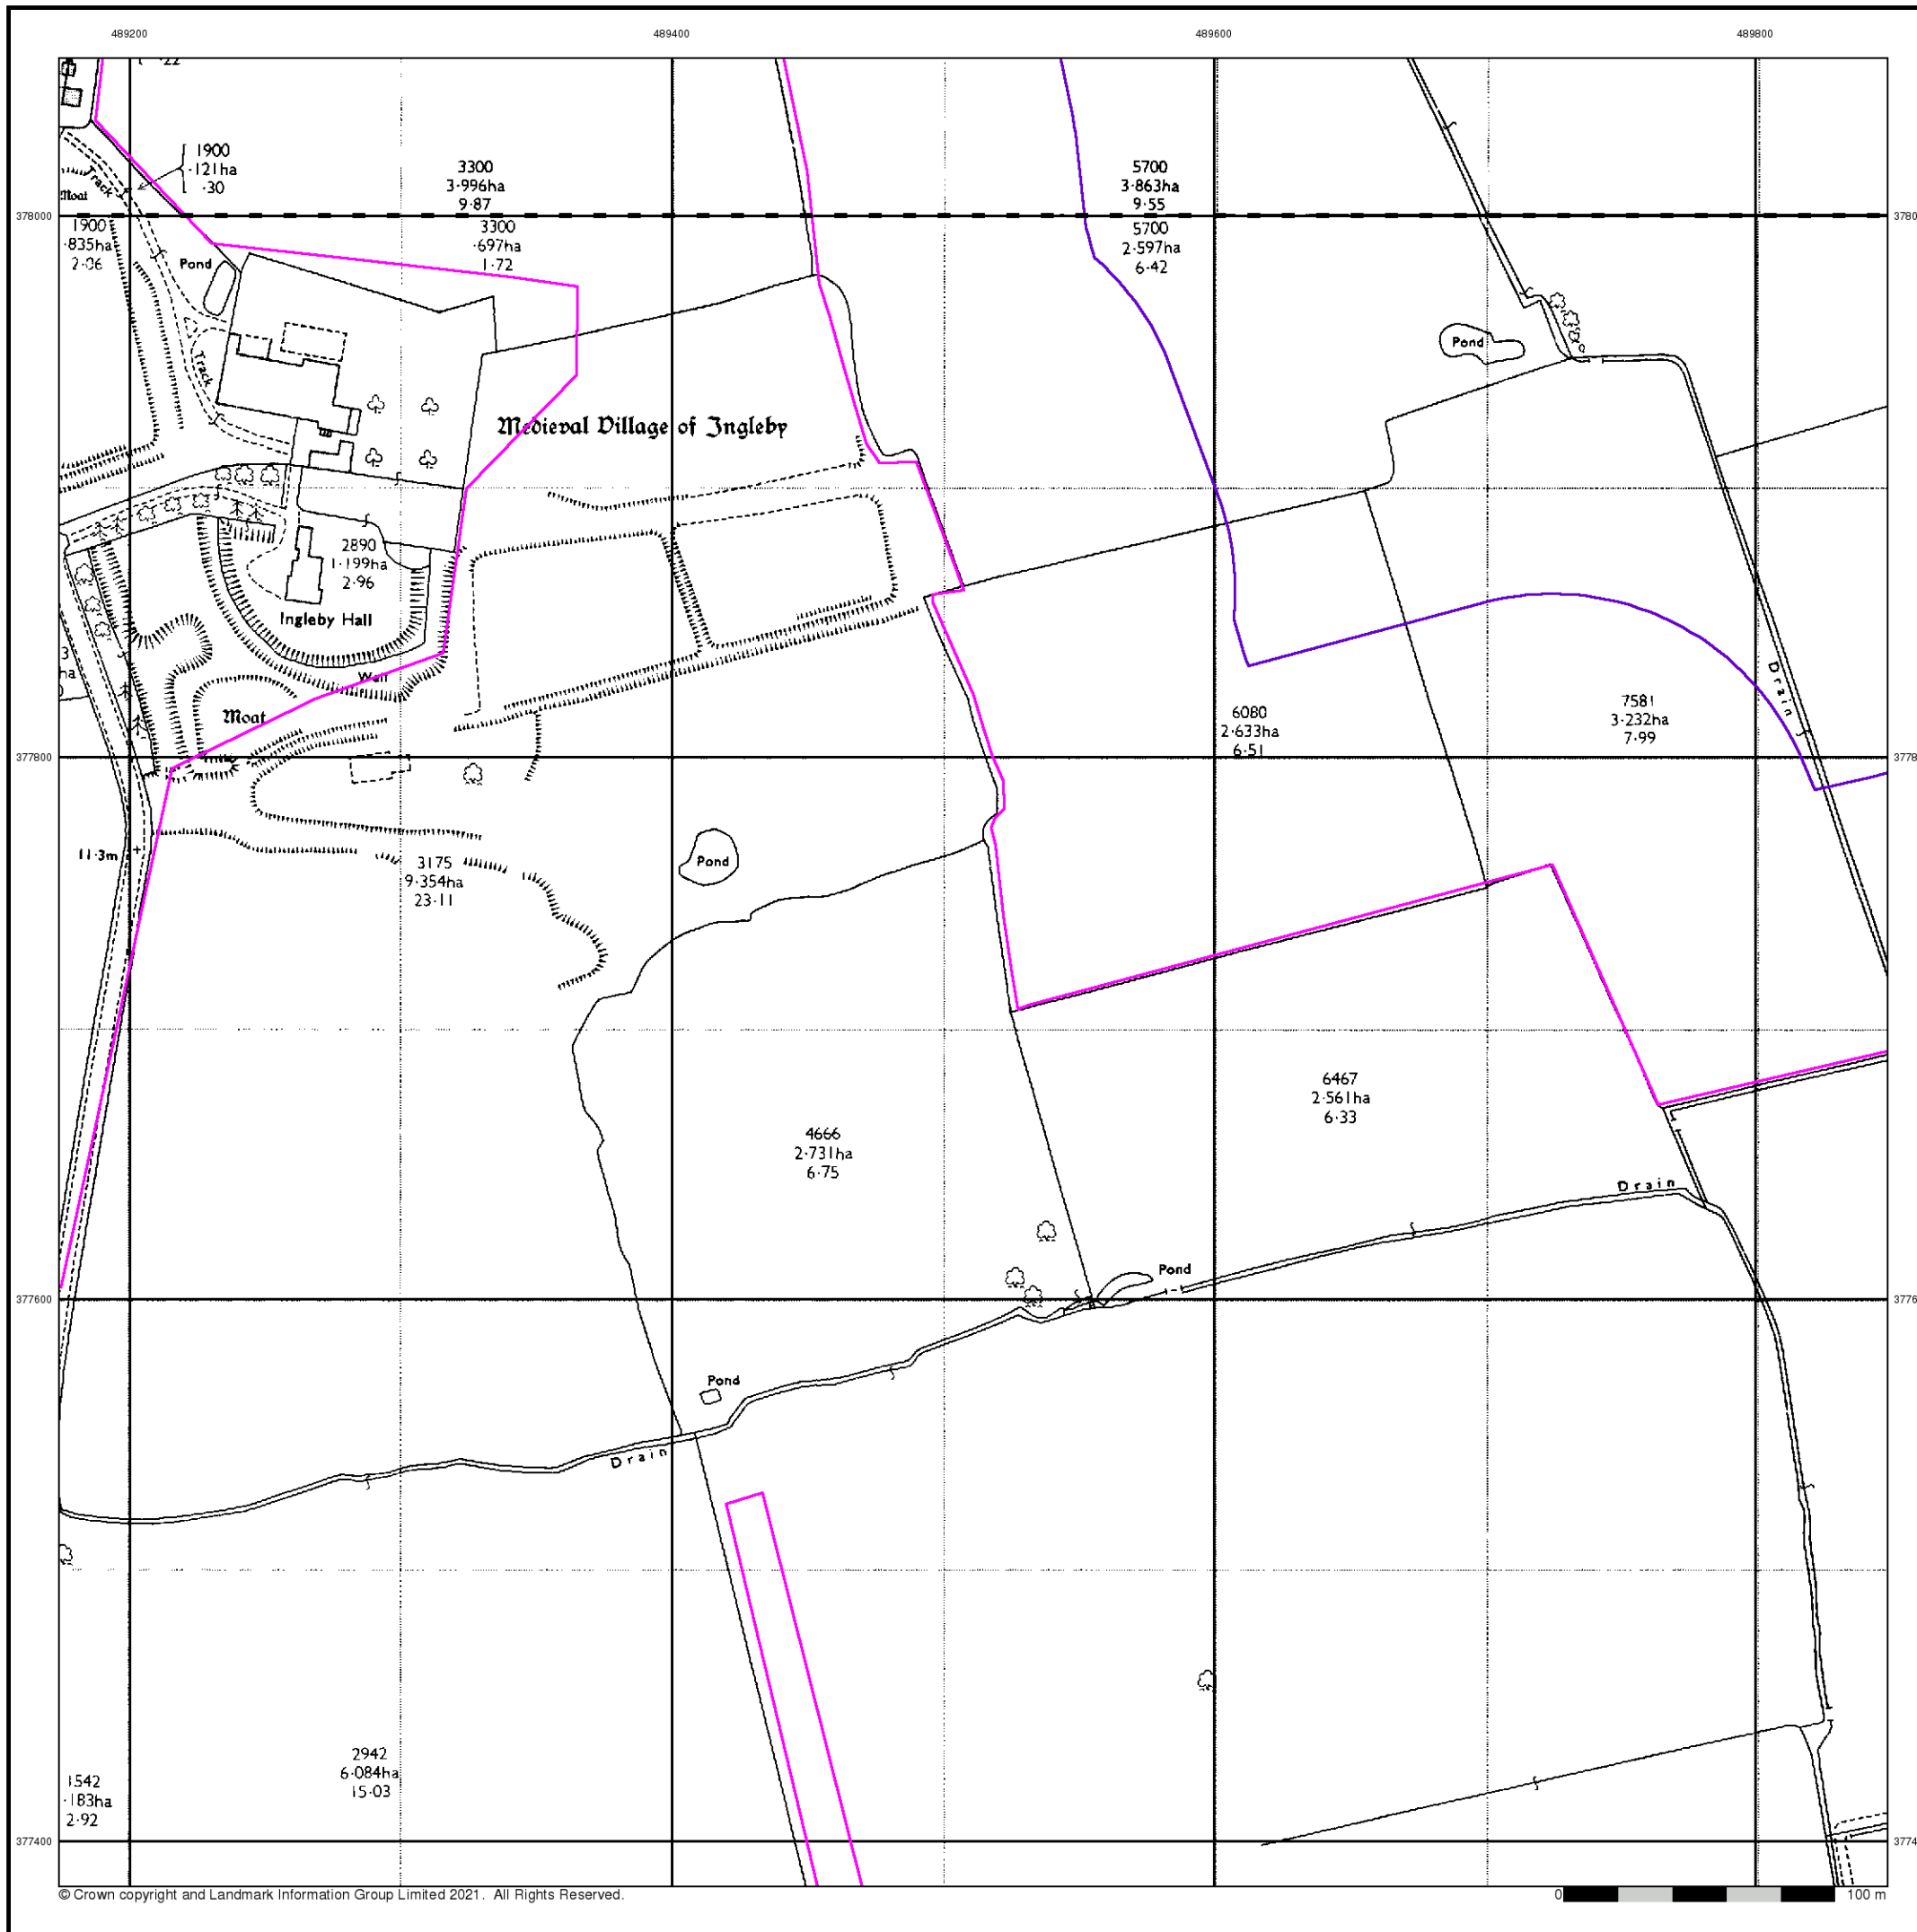 489200
489400
489600
489800
1900
·121ha
·30
3300
3·996ha
9·87
5700
3·863ha
9·55
Track
Moat
378000
1900
·835ha
2·06
3300
·697ha
1·72
5700
2·597ha
6·42
Pond
Pond
Track
Medieval Village of Ingleby
2890
1·199ha
2·96
Ingleby Hall
Wall
Moat
Drain
7581
3·232ha
7·99
6080
2·633ha
6·51
377800
11·3m
3175
9·354ha
23·11
Pond
6467
2·561ha
6·33
4666
2·731ha
6·75
Drain
Pond
377600
Pond
Drain
2942
6·084ha
15·03
1542
·183ha
2·92
377400
© Crown copyright and Landmark Information Group Limited 2021. All Rights Reserved.
0
100 m